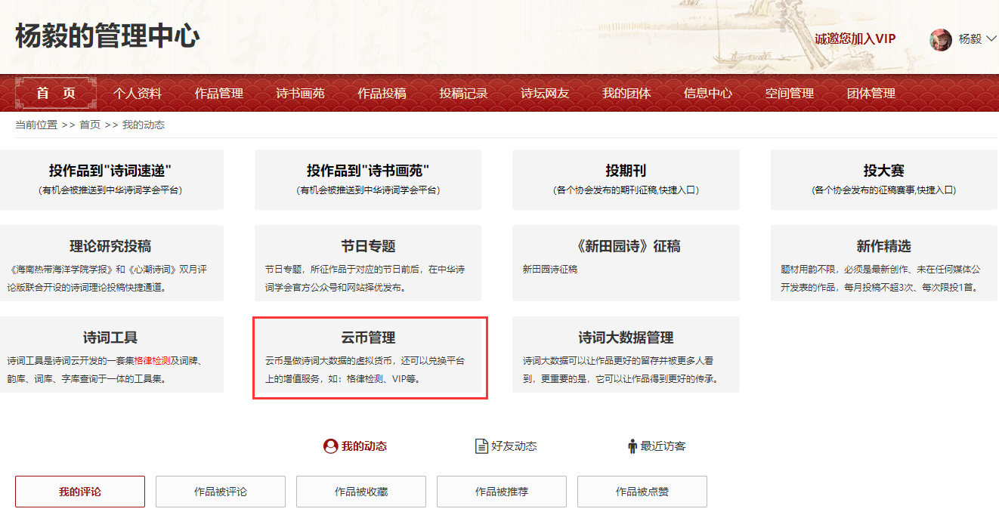 杨毅的管理中心
诚邀您加入VIP
杨毅
首 页 个人资料 作品管理 诗书画苑 作品投稿 投稿记录 诗坛网友 我的团体 信息中心 空间管理 团体管理
当前位置 >> 首页 >> 我的动态
投作品到"诗词速递"
(有机会被推送到中华诗词学会平台)
投作品到"诗书画苑"
(有机会被推送到中华诗词学会平台)
投期刊
(各个协会发布的期刊征稿,快捷入口)
投大赛
(各个协会发布的征稿赛事,快捷入口)
理论研究投稿
《海南热带海洋学院学报》和《心潮诗词》双月评
论版联合开设的诗词理论投稿快捷通道。
节日专题
节日专题，所征作品于对应的节日前后，在中华诗
词学会官方公众号和网站择优发布。
《新田园诗》征稿
新田园诗征稿
新作精选
题材用韵不限，必须是最新创作、未在任何媒体公
开发表的作品，每月投稿不超3次、每次限投1首。
诗词工具
诗词工具是诗词云开发的一套集格律检测及词牌、
韵库、词库、字库查询于一体的工具集。
云币管理
云币是做诗词大数据的虚拟货币，还可以兑换平台
上的增值服务，如：格律检测、VIP等。
诗词大数据管理
诗词大数据可以让作品更好的留存并被更多人看
到，更重要的是，它可以让作品得到更好的传承。
我的动态 好友动态 最近访客
我的评论 作品被评论 作品被收藏 作品被推荐 作品被点赞